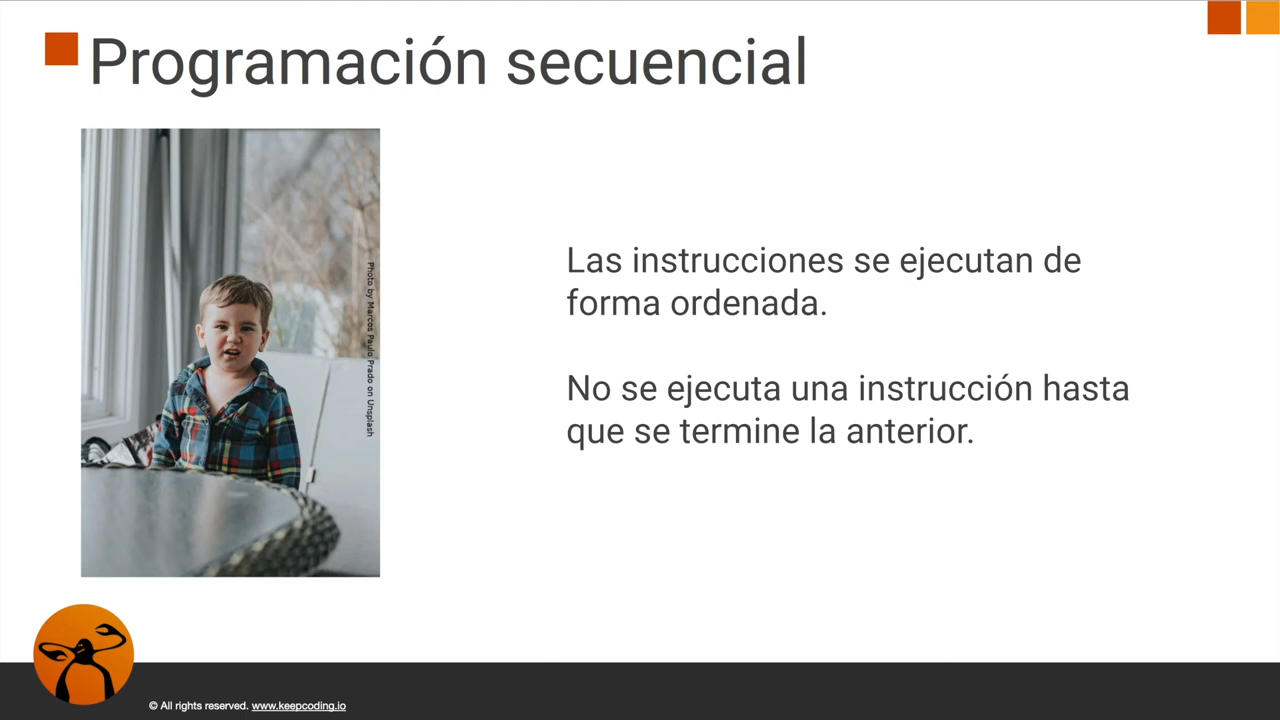 Programación secuencial
Photo by Marcos Paulo Prado on Unsplash
Las instrucciones se ejecutan de
forma ordenada.
No se ejecuta una instrucción hasta
que se termine la anterior.
© All rights reserved. www.keepcoding.io